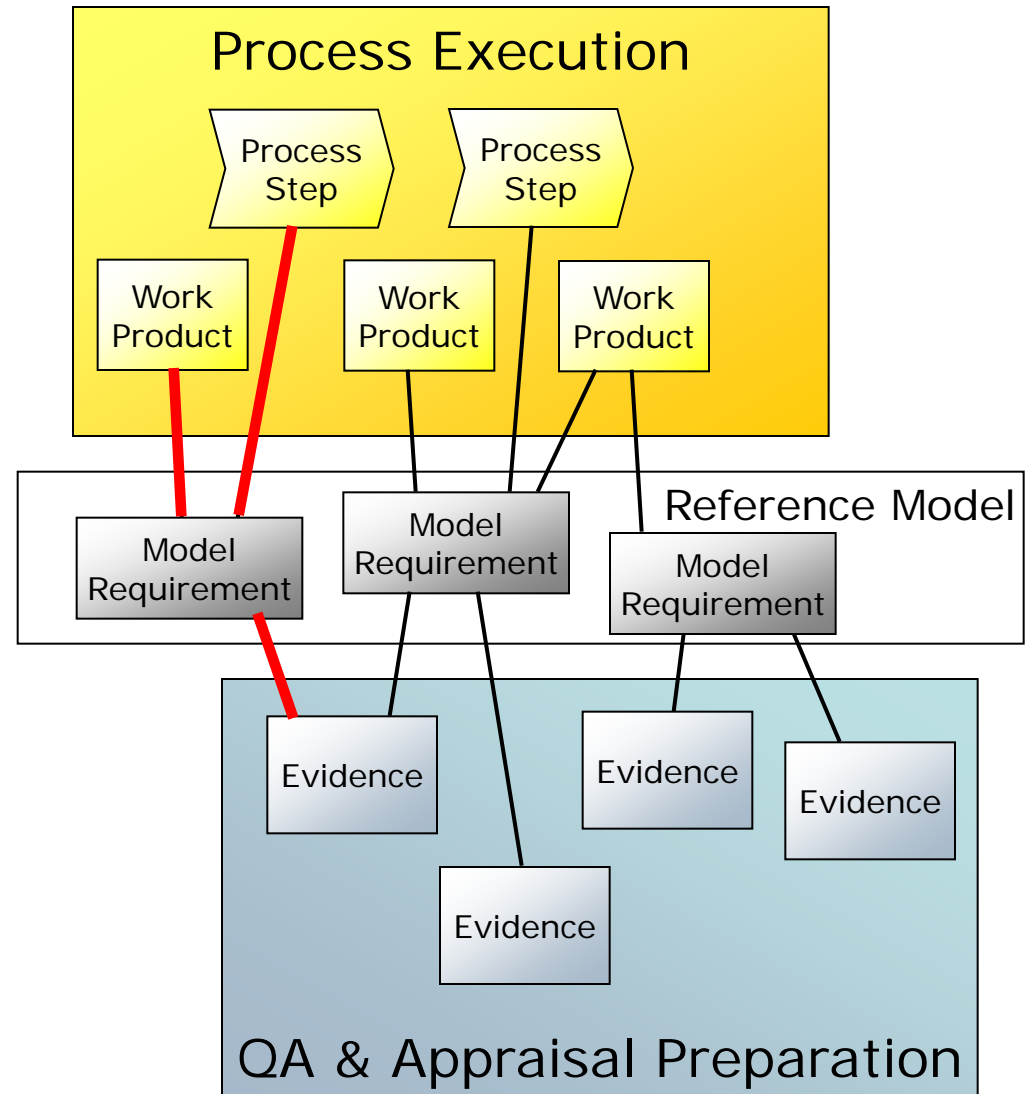 Process Execution
Process
Step
Process
Step
Work
Product
Work
Product
Work
Product
Reference Model
Model
Requirement
Model
Requirement
Model
Requirement
Evidence
Evidence
Evidence
Evidence
QA & Appraisal Preparation